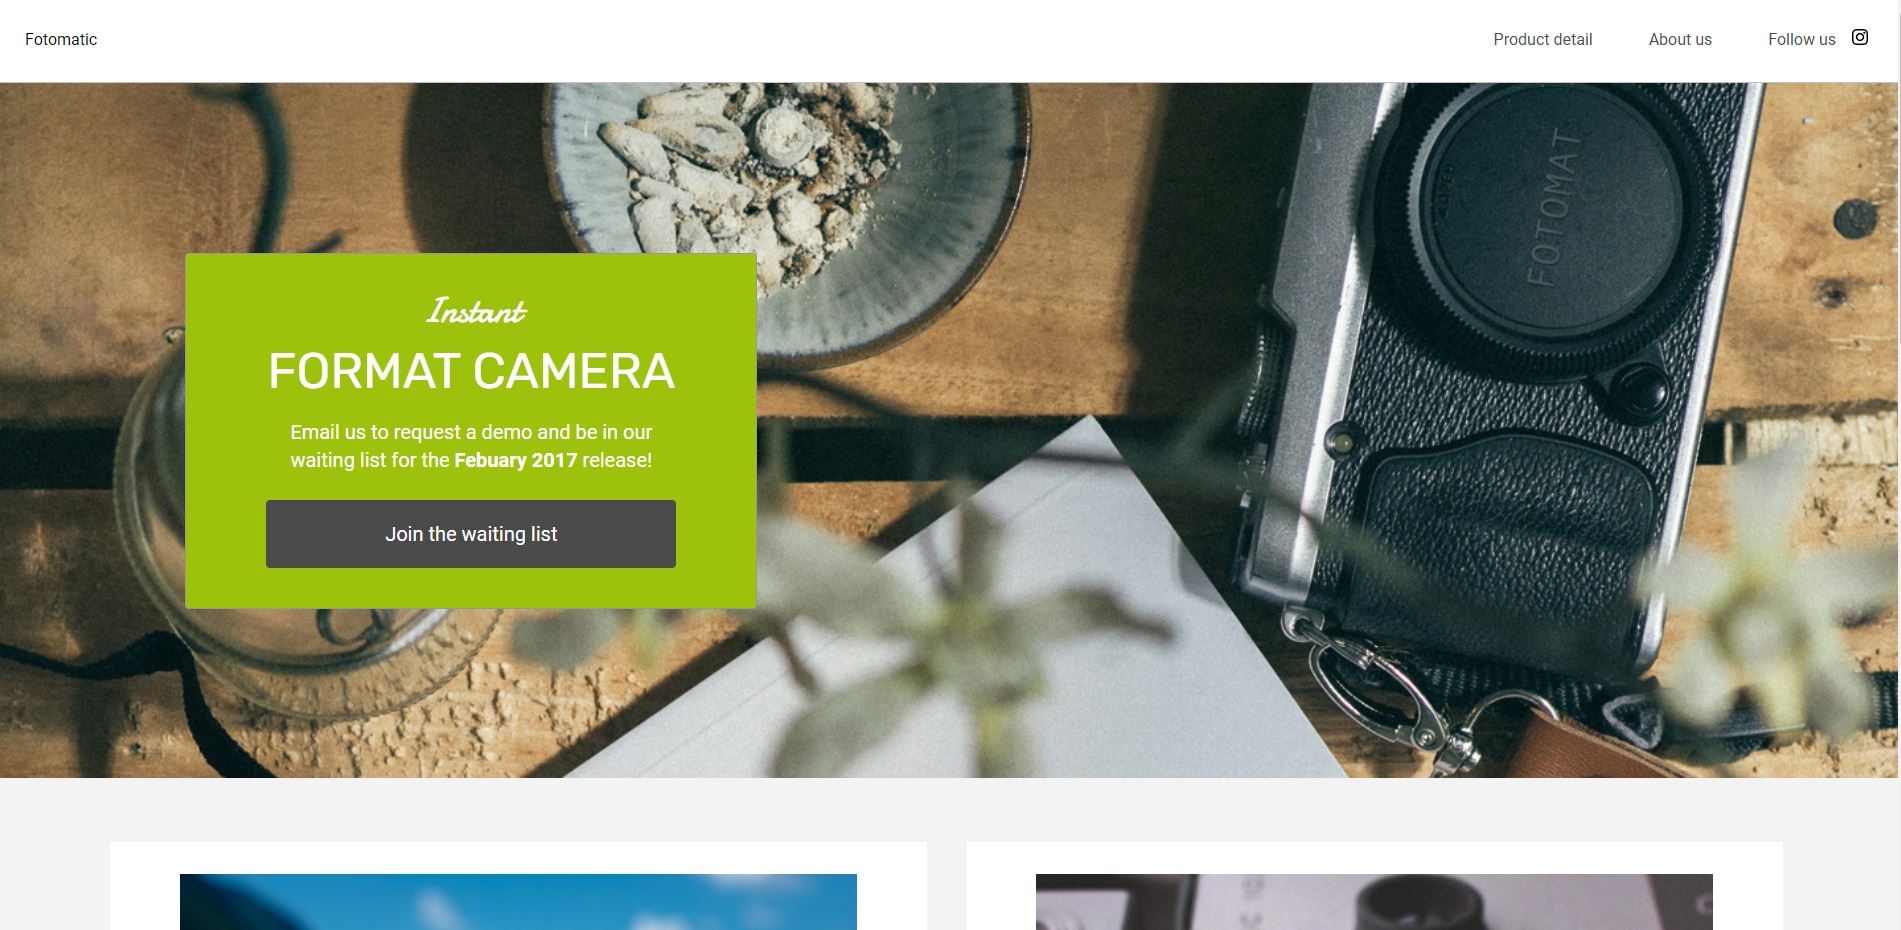 Fotomatic
Product detail
About us
Follow us
FOTOMAT
Instant
FORMAT CAMERA
Email us to request a demo and be in our
waiting list for the Febuary 2017 release!
Join the waiting list